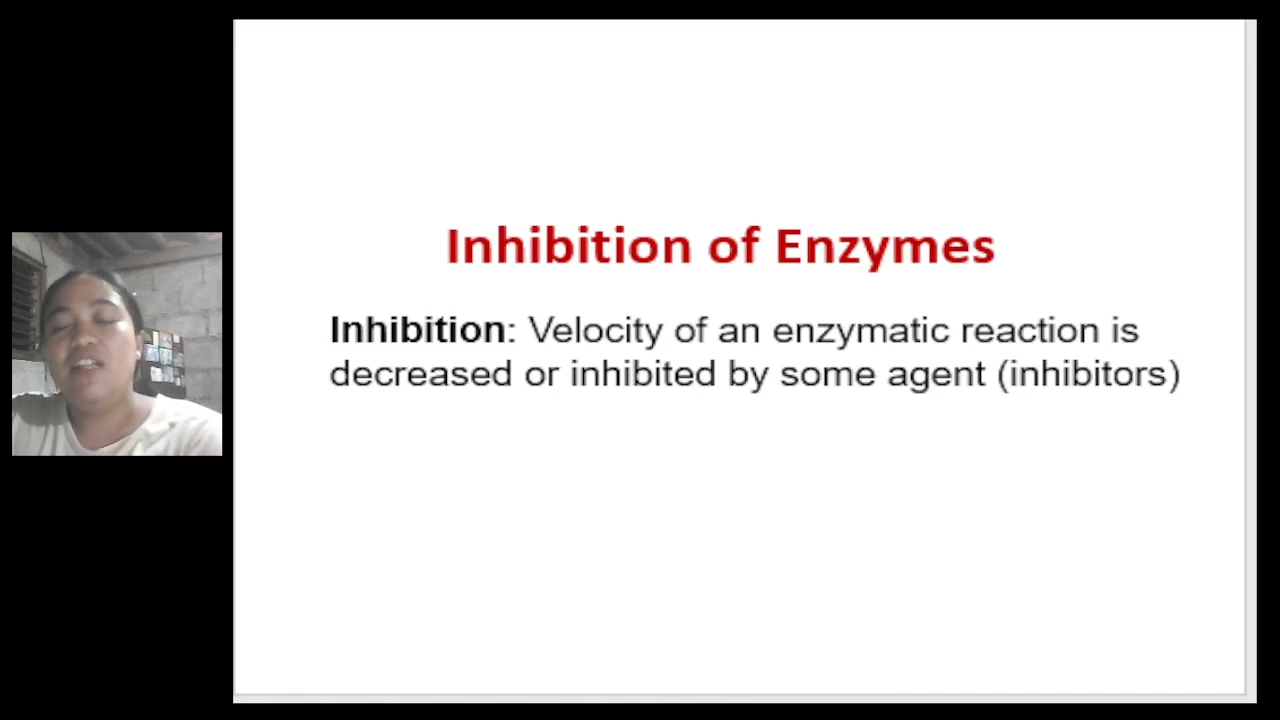 Inhibition of Enzymes
Inhibition: Velocity of an enzymatic reaction is
decreased or inhibited by some agent (inhibitors)